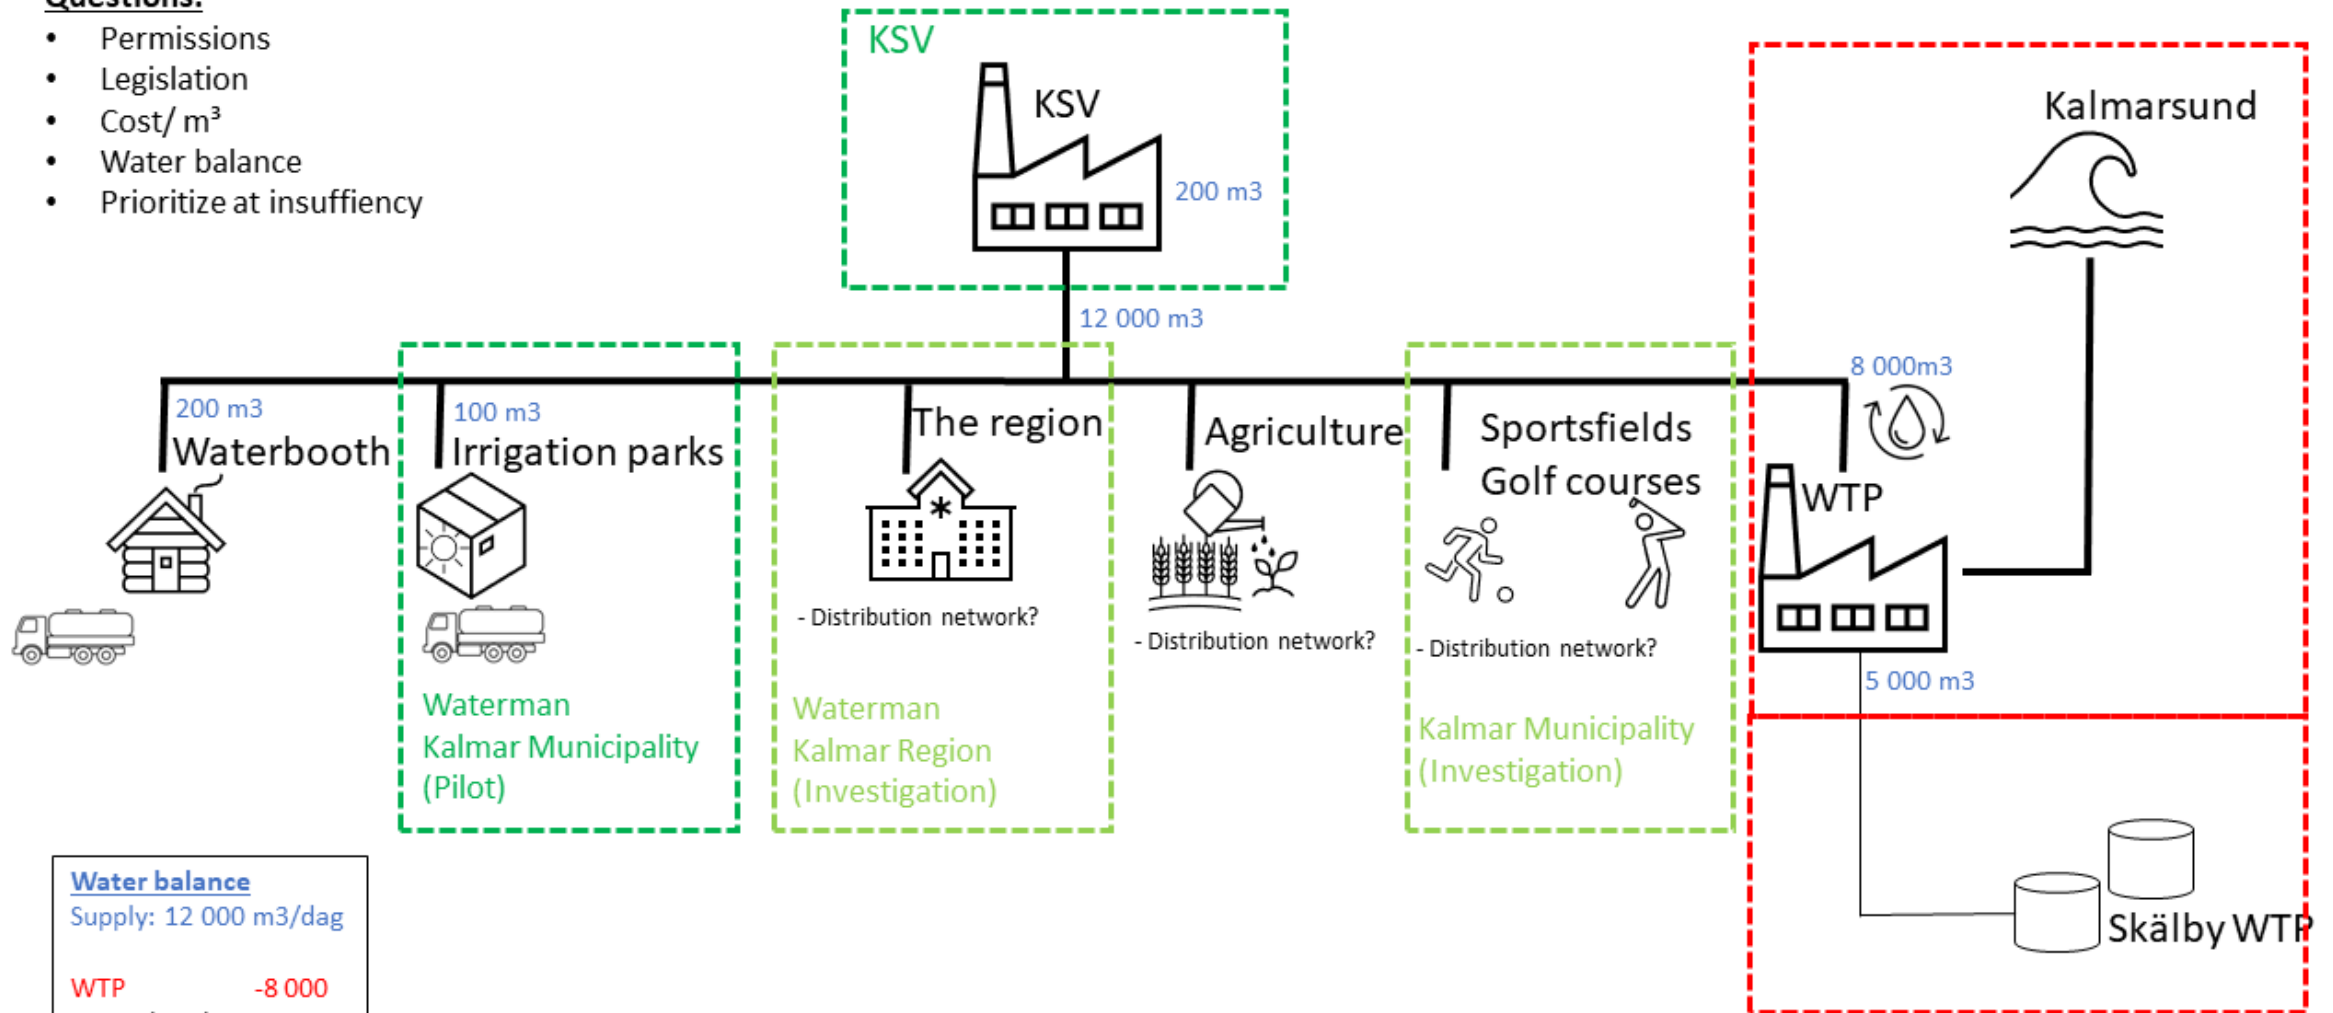 Questions:
• Permissions
• Legislation
• Cost/ m³
• Water balance
• Prioritize at insuffiency
KSV
KSV
200 m3
12 000 m3
Kalmarsund
8 000m3
WTP
5 000 m3
Skälby WTP
200 m3
Waterbooth
100 m3
Irrigation parks
Waterman
Kalmar Municipality
(Pilot)
The region
- Distribution network?
Waterman
Kalmar Region
(Investigation)
Agriculture
- Distribution network?
Sportsfields
Golf courses
- Distribution network?
Kalmar Municipality
(Investigation)
Water balance
Supply: 12 000 m3/dag
WTP -8 000